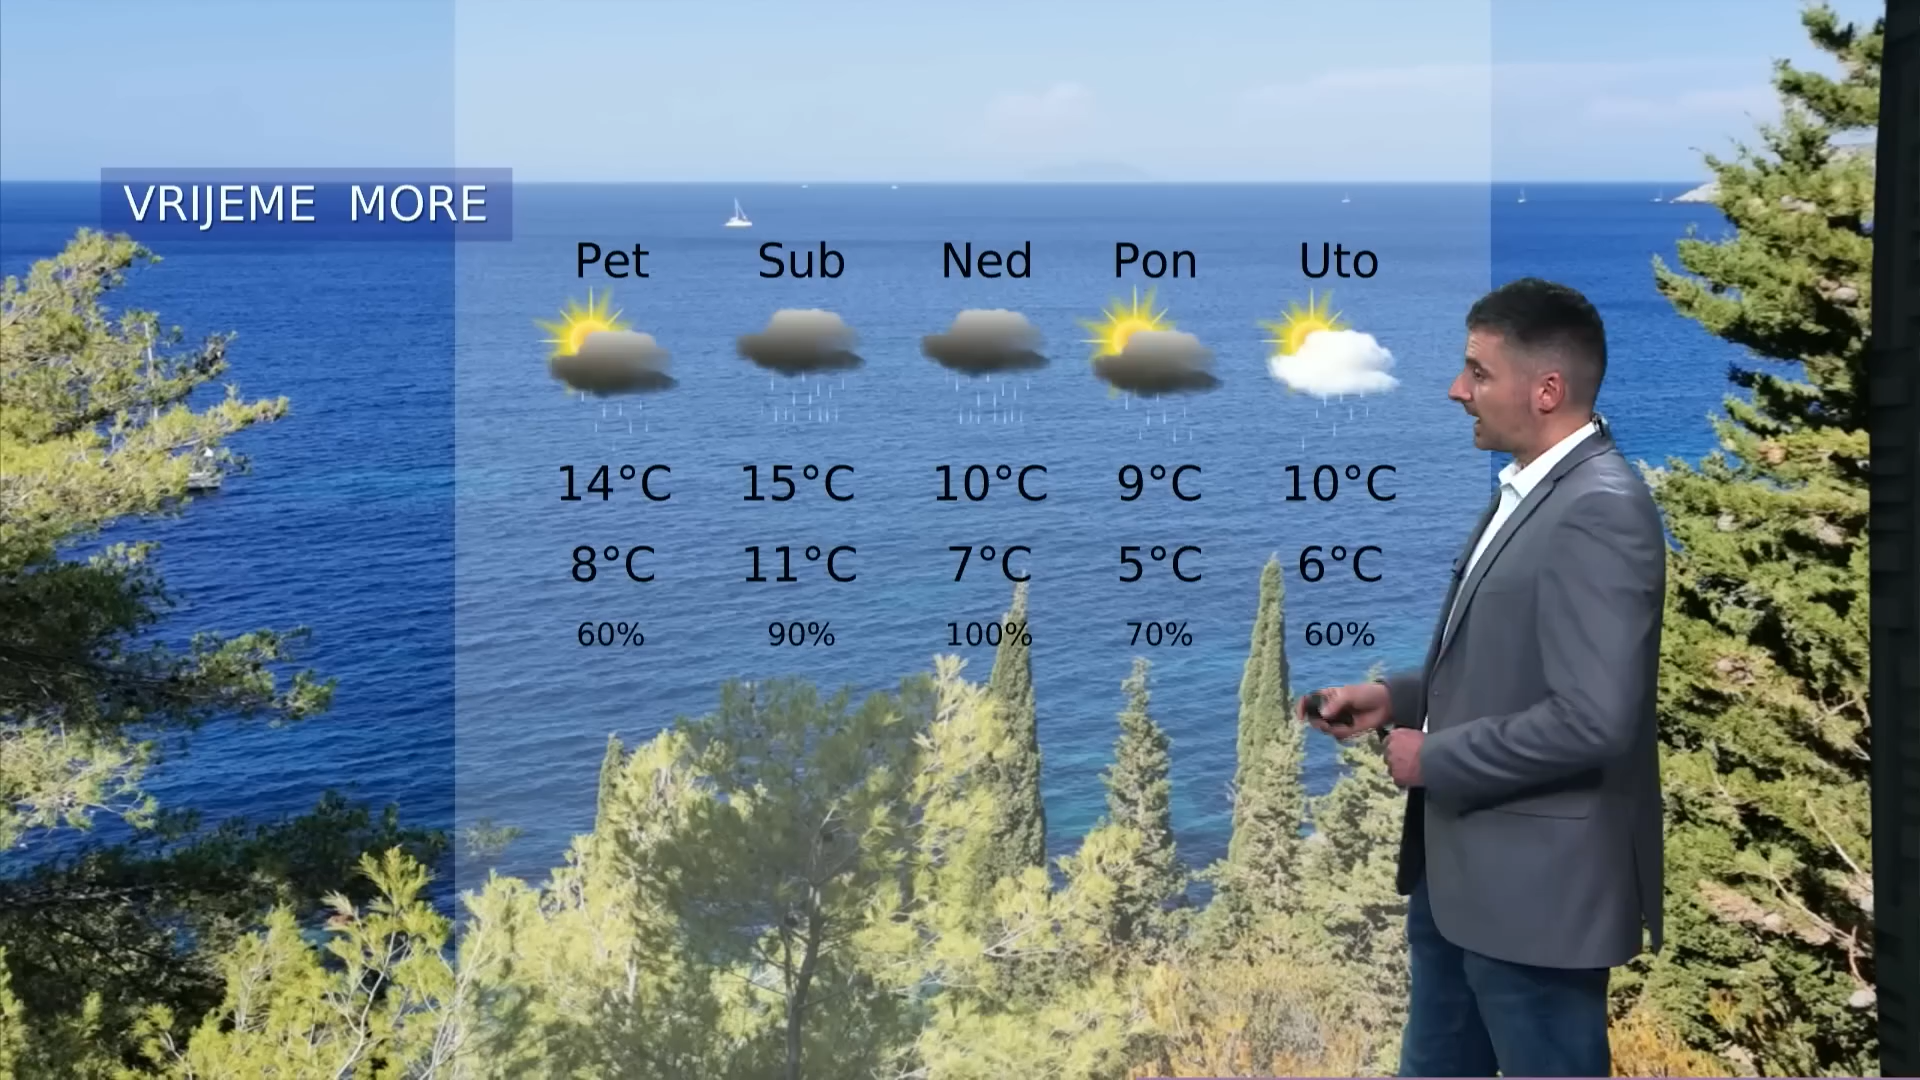 VRIJEME MORE
Pet Sub Ned Pon Uto
14°C 15°C 10°C 9°C 10°C
8°C 11°C 7°C 5°C 6°C
60% 90% 100% 70% 60%